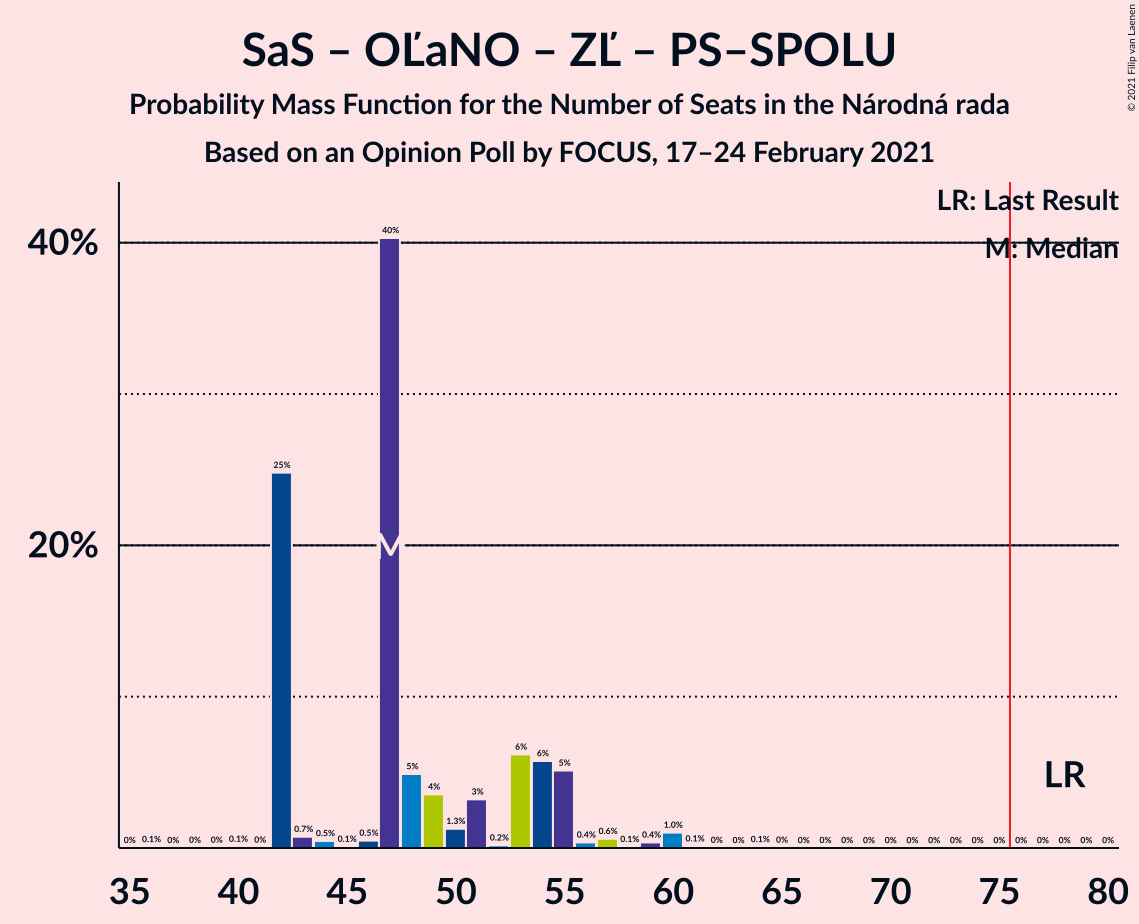 SaS – OĽaNO – ZĽ – PS–SPOLU
Probability Mass Function for the Number of Seats in the Národná rada
Based on an Opinion Poll by FOCUS, 17–24 February 2021
© 2021 Filip van Laenen
LR: Last Result
M: Median
40%
20%
0% 0.1% 0% 0% 0% 0.1% 0% 25% 0.7% 0.5% 0.1% 0.5% 40% 5% 4% 1.3% 3% 0.2% 6% 6% 5% 0.4% 0.6% 0.1% 0.4% 1.0% 0.1% 0% 0% 0.1% 0% 0% 0% 0% 0% 0% 0% 0% 0% 0% 0% 0% 0% 0% 0% 0%
M
LR
35 40 45 50 55 60 65 70 75 80